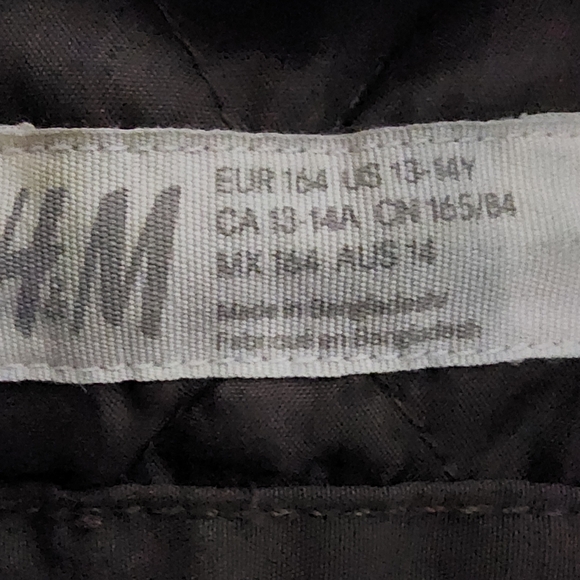 H&M
EUR 164 US 13-14Y
CA 13-14A CN 165/84
MX 164 AUS 14
Made in Bangladesh/
Fabriqué en Bangladesh